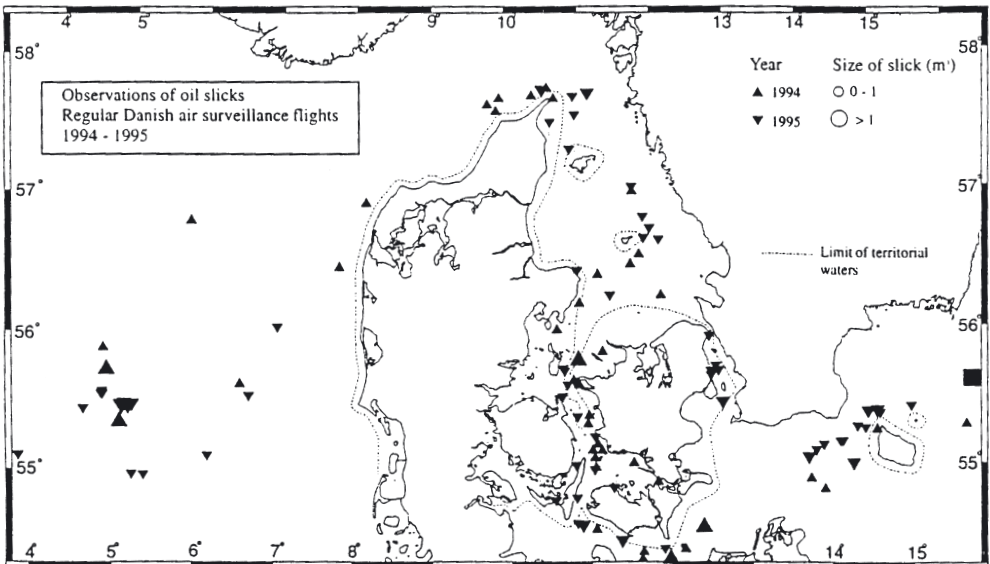 8 9 10 13 14 15
58° 58°
Observations of oil slicks
Regular Danish air surveillance flights
1994 - 1995
Year Size of slick (m³)
▲ 1994 ○ 0 - 1
▼ 1995 ○ > 1
57° 57°
Limit of territorial
waters
56° 56°
55° 55°
4 5 6 7 8 14 15